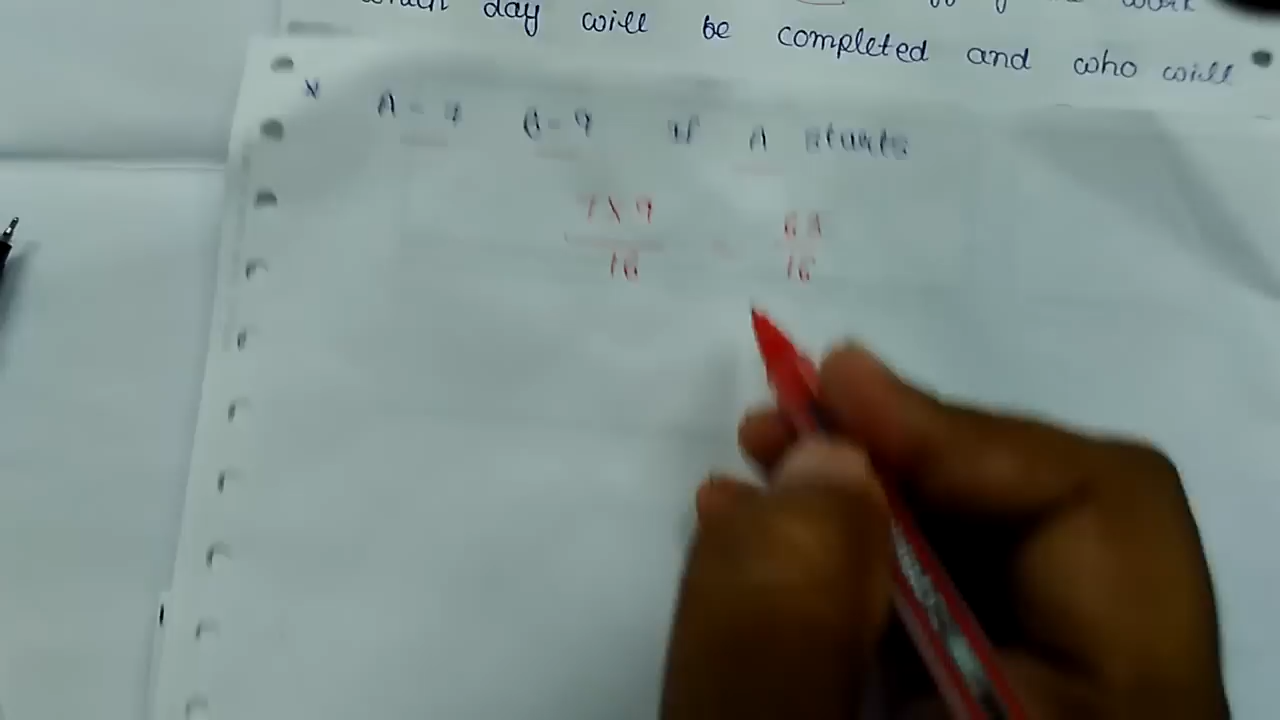 day will be completed and who will
A = 7 B = 9 If A starts
7 x 9 = 63
16 16